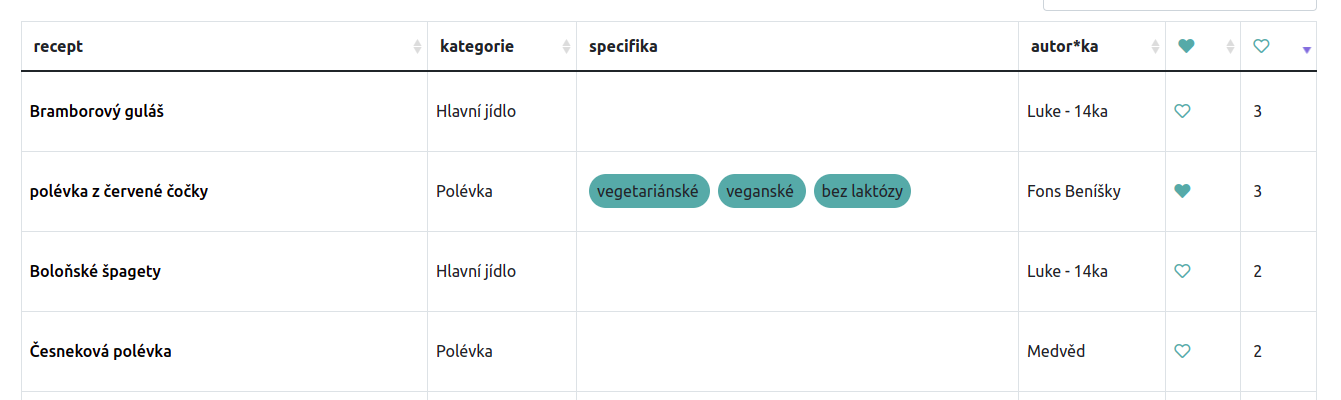 recept kategorie specifika autor*ka
Bramborový guláš Hlavní jídlo Luke - 14ka 3
polévka z červené čočky Polévka vegetariánské veganské bez laktózy Fons Beníšky 3
Boloňské špagety Hlavní jídlo Luke - 14ka 2
Česneková polévka Polévka Medvěd 2